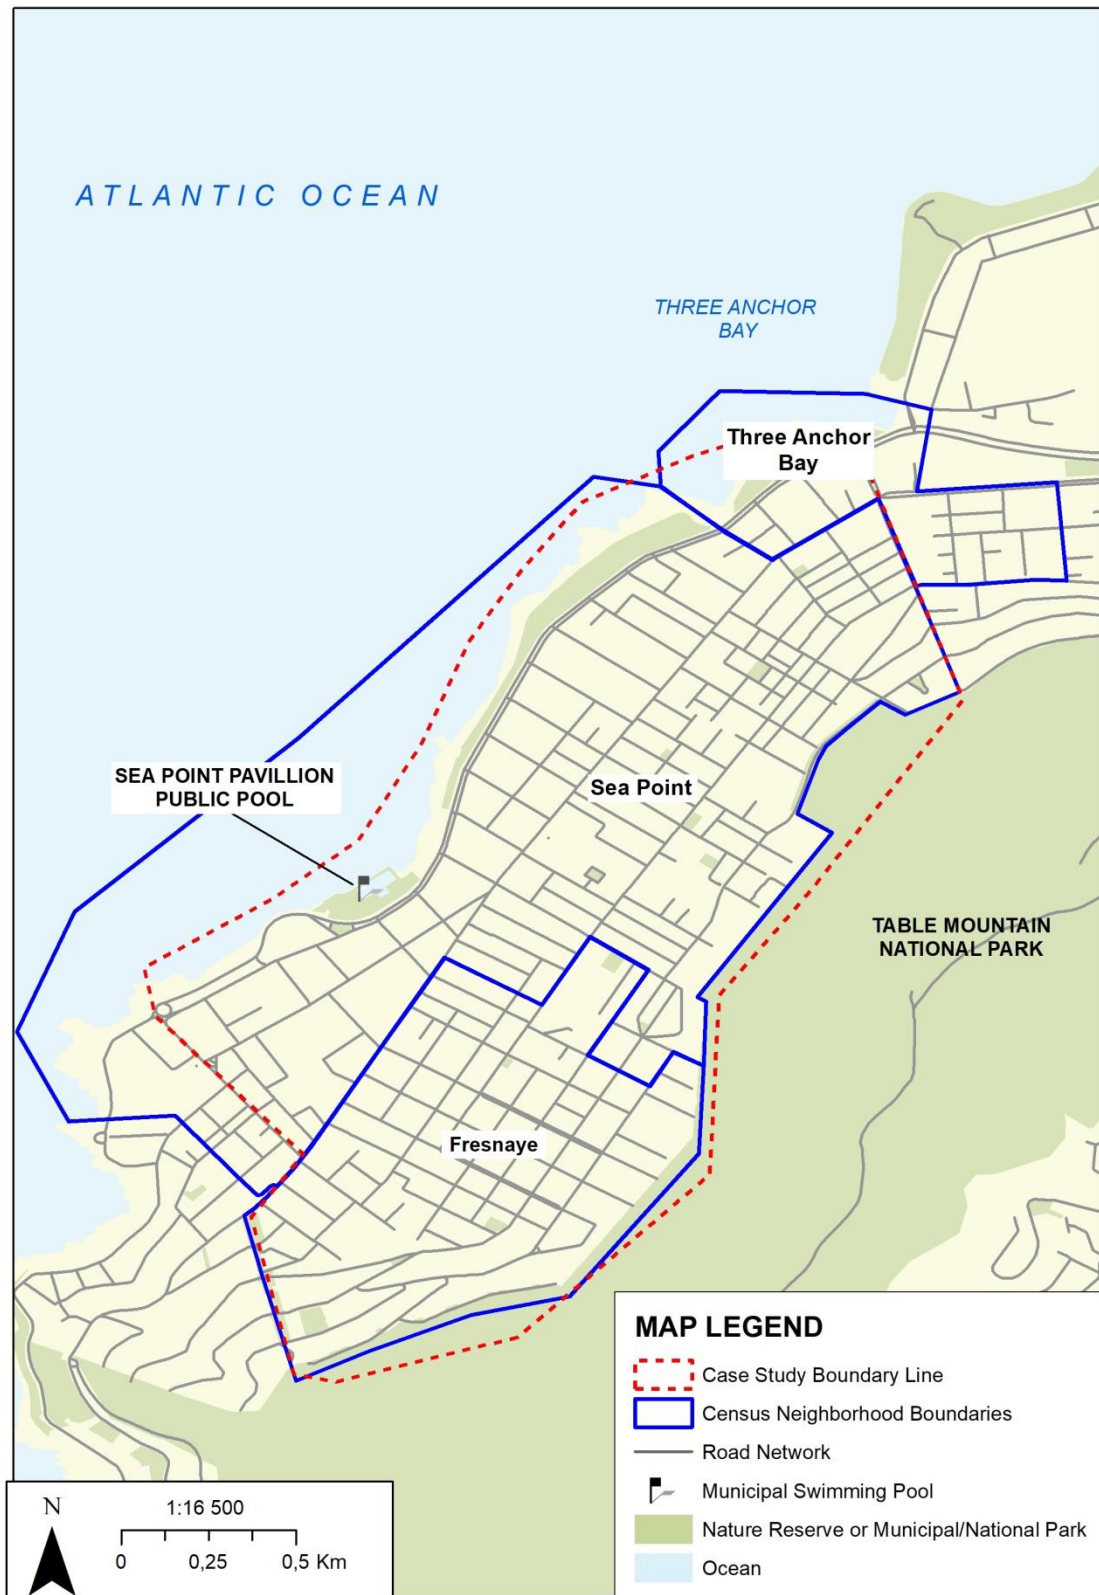 ATLANTIC OCEAN
THREE ANCHOR
BAY
Three Anchor
Bay
SEA POINT PAVILLION
PUBLIC POOL
Sea Point
TABLE MOUNTAIN
NATIONAL PARK
Fresnaye
MAP LEGEND
Case Study Boundary Line
Census Neighborhood Boundaries
Road Network
Municipal Swimming Pool
Nature Reserve or Municipal/National Park
Ocean
N
1:16 500
0 0,25 0,5 Km